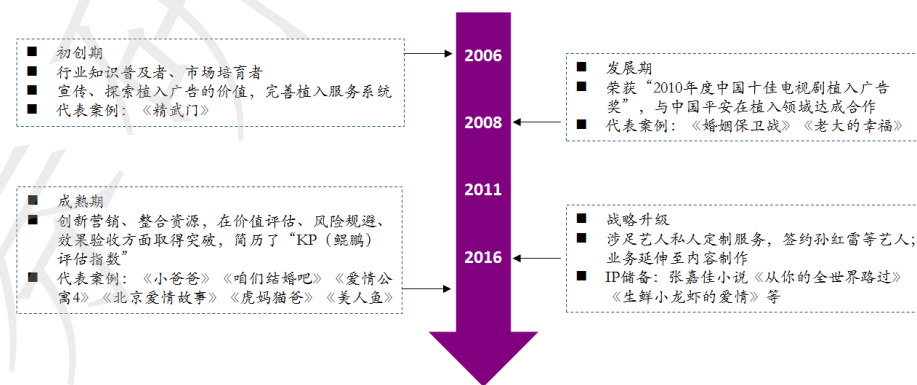 初创期
行业知识普及者、市场培育者
宣传、探索植入广告的价值，完善植入服务系统
代表案例：《精武门》
2006
发展期
荣获“2010年度中国十佳电视剧植入广告
奖”，与中国平安在植入领域达成合作
代表案例：《婚姻保卫战》《老大的幸福》
2008
2011
成熟期
创新营销、整合资源，在价值评估、风险规避、
效果验收方面取得突破，简历了“KP（鲲鹏）
评估指数”
代表案例：《小爸爸》《咱们结婚吧》《爱情公
寓4》《北京爱情故事》《虎妈猫爸》《美人鱼》
2016
战略升级
涉足艺人私人定制服务，签约孙红雷等艺人；
业务延伸至内容制作
IP储备：张嘉佳小说《从你的全世界路过》
《生鲜小龙虾的爱情》等